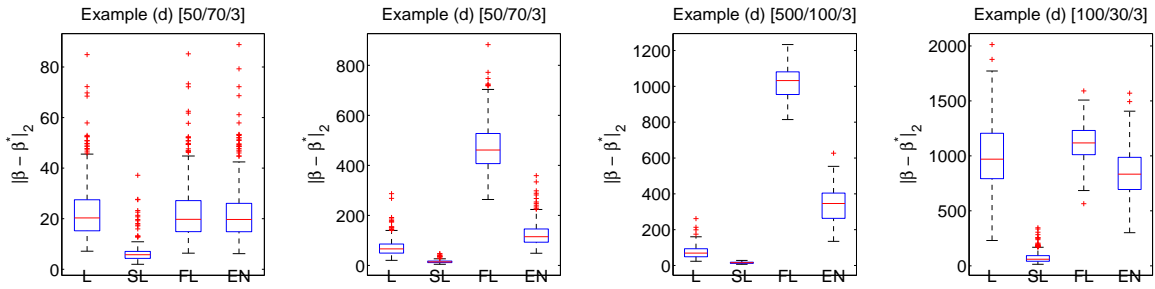 Example (d) [50/70/3]
|β − β*|₂
80
60
40
20
0
L SL FL EN
Example (d) [50/70/3]
|β − β*|₂
800
600
400
200
0
L SL FL EN
Example (d) [500/100/3]
|β − β*|₂
1200
1000
800
600
400
200
0
L SL FL EN
Example (d) [100/30/3]
|β − β*|₂
2000
1500
1000
500
0
L SL FL EN